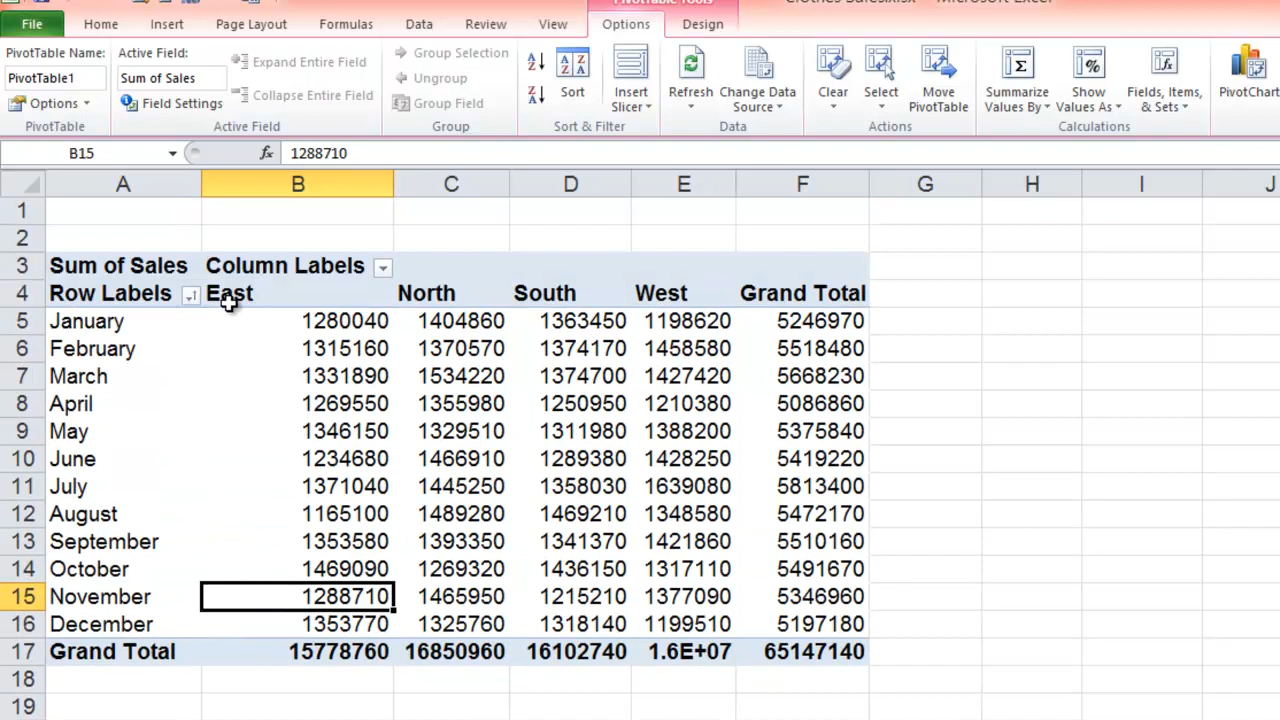 PivotTable Tools
Clothes Sales.xlsx - Microsoft Excel
File Home Insert Page Layout Formulas Data Review View Options Design
PivotTable Name: Active Field: Expand Entire Field Group Selection
PivotTable1 Sum of Sales Collapse Entire Field Ungroup
Options Field Settings Group Field
Sort Insert Slicer Refresh Change Data Source Clear Select Move PivotTable Summarize Values By Show Values As Fields, Items, & Sets PivotChart
PivotTable Active Field Group Sort & Filter Data Actions Calculations
B15 fx 1288710
A B C D E F G H I J
1
2
3 Sum of Sales Column Labels
4 Row Labels East North South West Grand Total
5 January 1280040 1404860 1363450 1198620 5246970
6 February 1315160 1370570 1374170 1458580 5518480
7 March 1331890 1534220 1374700 1427420 5668230
8 April 1269550 1355980 1250950 1210380 5086860
9 May 1346150 1329510 1311980 1388200 5375840
10 June 1234680 1466910 1289380 1428250 5419220
11 July 1371040 1445250 1358030 1639080 5813400
12 August 1165100 1489280 1469210 1348580 5472170
13 September 1353580 1393350 1341370 1421860 5510160
14 October 1469090 1269320 1436150 1317110 5491670
15 November 1288710 1465950 1215210 1377090 5346960
16 December 1353770 1325760 1318140 1199510 5197180
17 Grand Total 15778760 16850960 16102740 1.6E+07 65147140
18
19